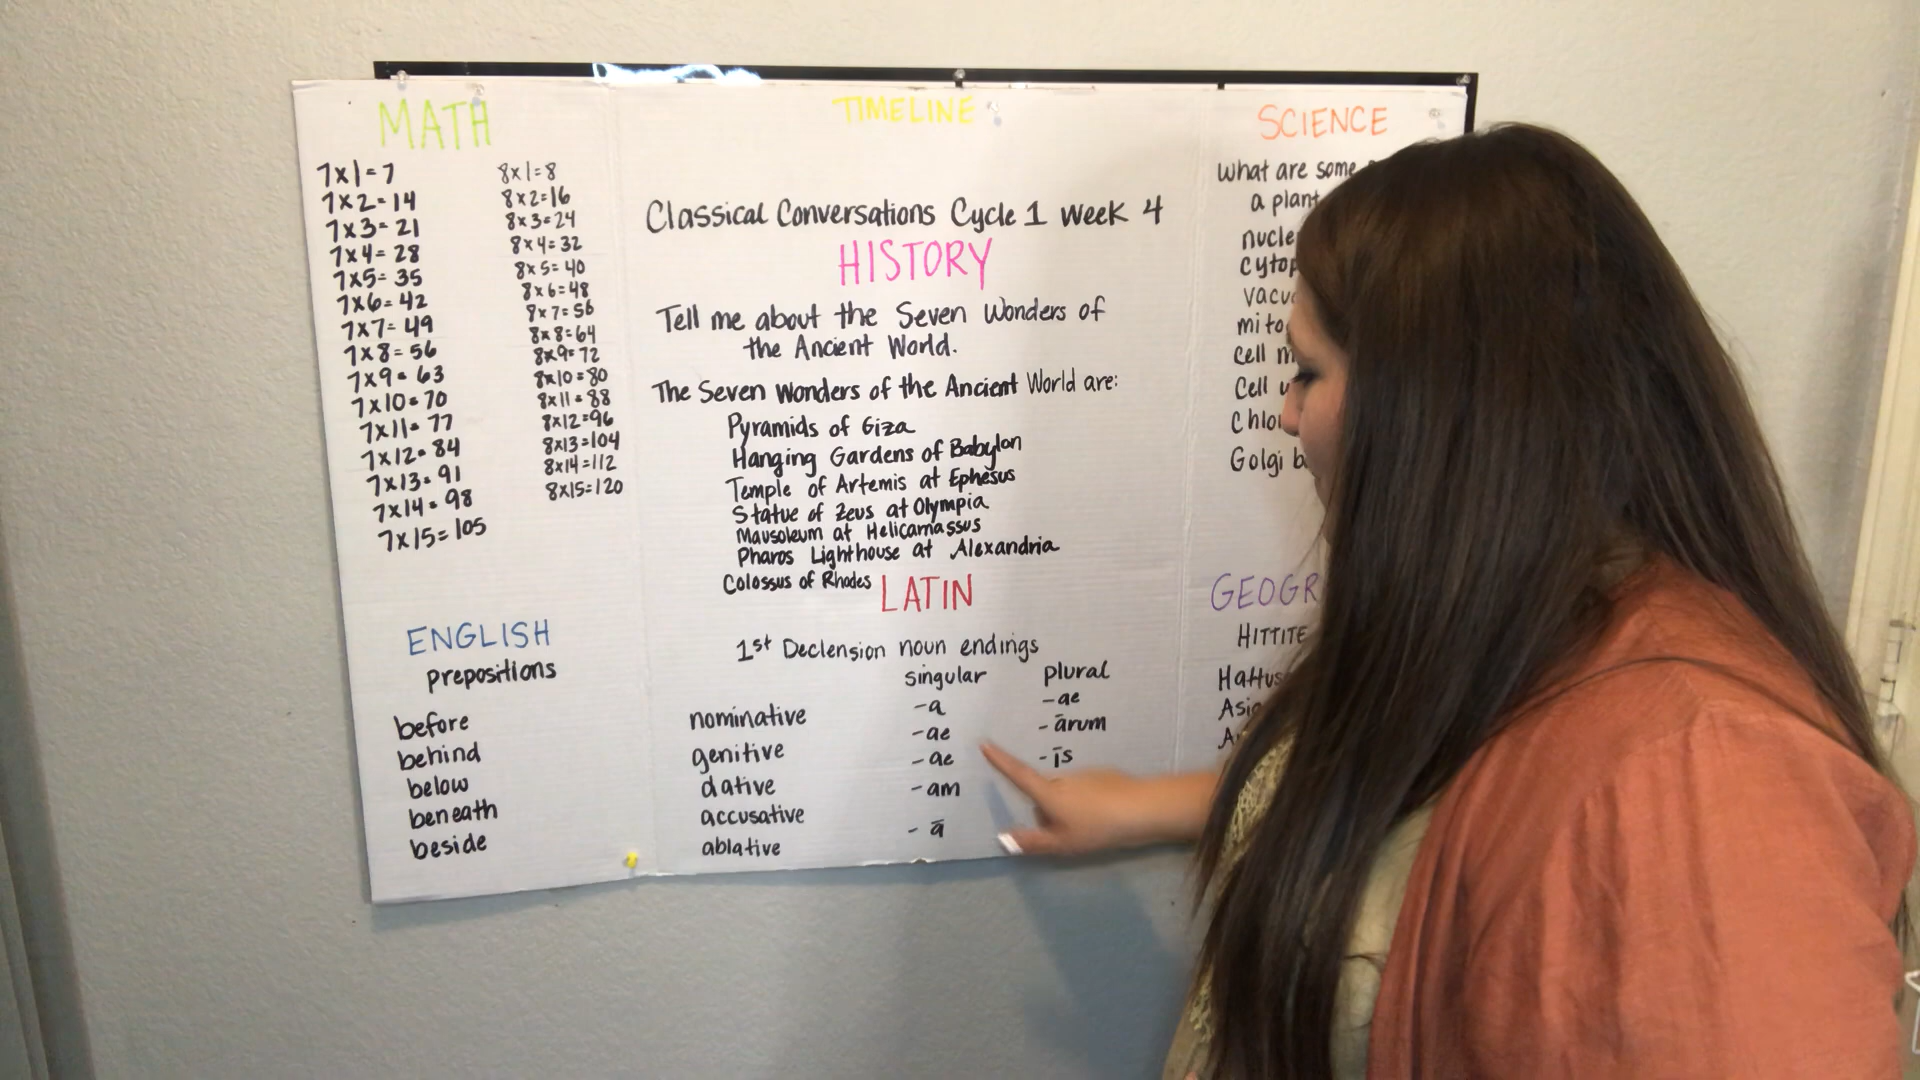 MATH
7x1=7
7x2=14
7x3=21
7x4=28
7x5=35
7x6=42
7x7=49
7x8=56
7x9=63
7x10=70
7x11=77
7x12=84
7x13=91
7x14=98
7x15=105
8x1=8
8x2=16
8x3=24
8x4=32
8x5=40
8x6=48
8x7=56
8x8=64
8x9=72
8x10=80
8x11=88
8x12=96
8x13=104
8x14=112
8x15=120
ENGLISH
prepositions
before
behind
below
beneath
beside
TIMELINE
Classical Conversations Cycle 1 Week 4
HISTORY
Tell me about the Seven Wonders of
the Ancient World.
The Seven Wonders of the Ancient World are:
Pyramids of Giza
Hanging Gardens of Babylon
Temple of Artemis at Ephesus
Statue of Zeus at Olympia
Mausoleum at Helicarnassus
Pharos Lighthouse at Alexandria
Colossus of Rhodes
LATIN
1st Declension noun endings
singular plural
nominative -a -ae
genitive -ae -ārum
dative -ae -īs
accusative -am
ablative -ā
SCIENCE
What are some
a plant
Cell
Cell
Golgi
HITTITE